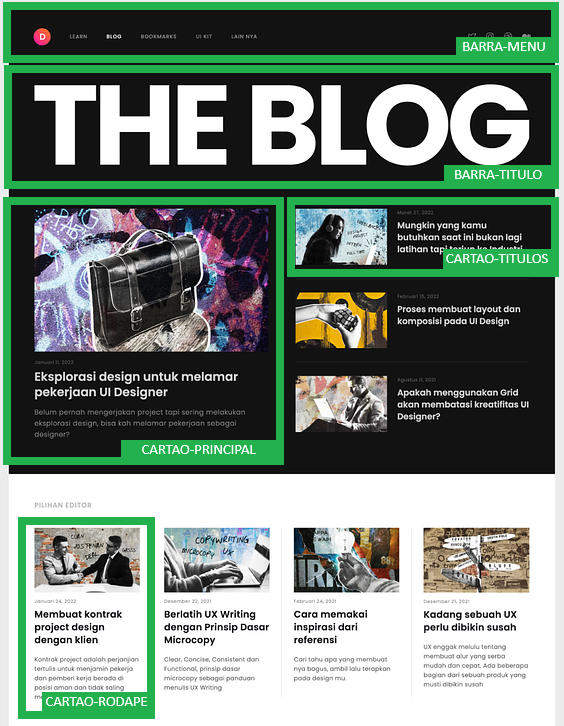 D LEARN BLOG BOOKMARKS UI KIT LAIN NYA
BARRA-MENU
THE BLOG
BARRA-TITULO
Januari 11, 2023
Eksplorasi design untuk melamar
pekerjaan UI Designer
Belum pernah mengerjakan project tapi sering melakukan
eksplorasi design, bisa kah melamar pekerjaan sebagai
designer?
CARTAO-PRINCIPAL
Maret 27, 2022
Mungkin yang kamu
butuhkan saat ini bukan lagi
latihan tapi terjun ke Industri
CARTAO-TITULOS
Februari 15, 2022
Proses membuat layout dan
komposisi pada UI Design
Agustus 11, 2021
Apakah menggunakan Grid
akan membatasi kreatifitas UI
Designer?
PILIHAN EDITOR
Januari 24, 2022
Membuat kontrak
project design
dengan klien
Kontrak project adalah perjanjian
tertulis untuk menjamin pekerja
dan pemberi kerja berada di
posisi aman dan tidak saling
CARTAO-RODAPE
COPYWRITING
MICROCOPY UX
Desember 22, 2021
Berlatih UX Writing
dengan Prinsip Dasar
Microcopy
Clear, Concise, Consistent dan
Functional, prinsip dasar
microcopy sebagai panduan
menulis UX Writing
Februari 24, 2021
Cara memakai
inspirasi dari
referensi
Cari tahu apa yang membuat
nya bagus, ambil lalu terapkan
pada design mu.
Desember 21, 2021
Kadang sebuah UX
perlu dibikin susah
UX enggak melulu tentang
membuat alur yang serba
mudah dan cepat. Ada beberapa
bagian dari sebuah produk yang
musti dibikin susah